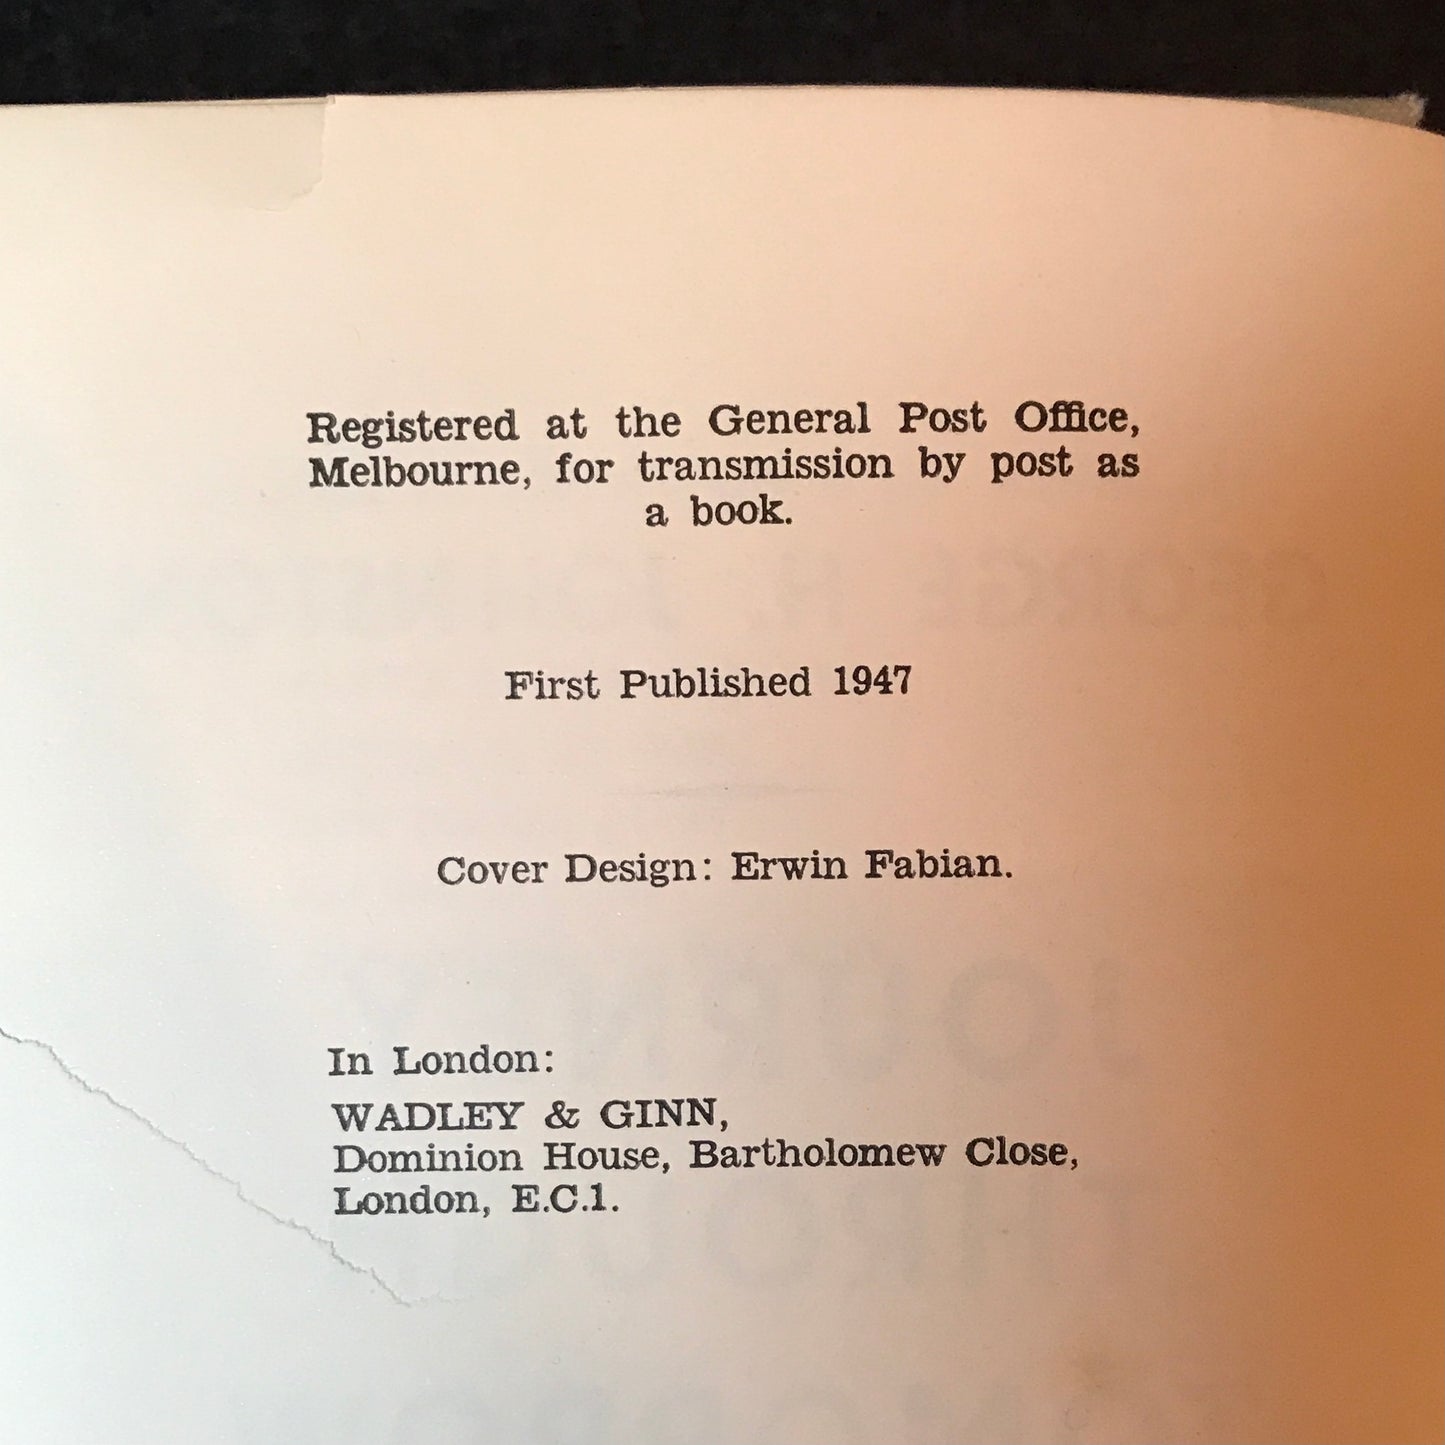 Registered at the General Post Office,
Melbourne, for transmission by post as
a book.
First Published 1947
Cover Design: Erwin Fabian.
In London:
WADLEY & GINN,
Dominion House, Bartholomew Close,
London, E.C.1.